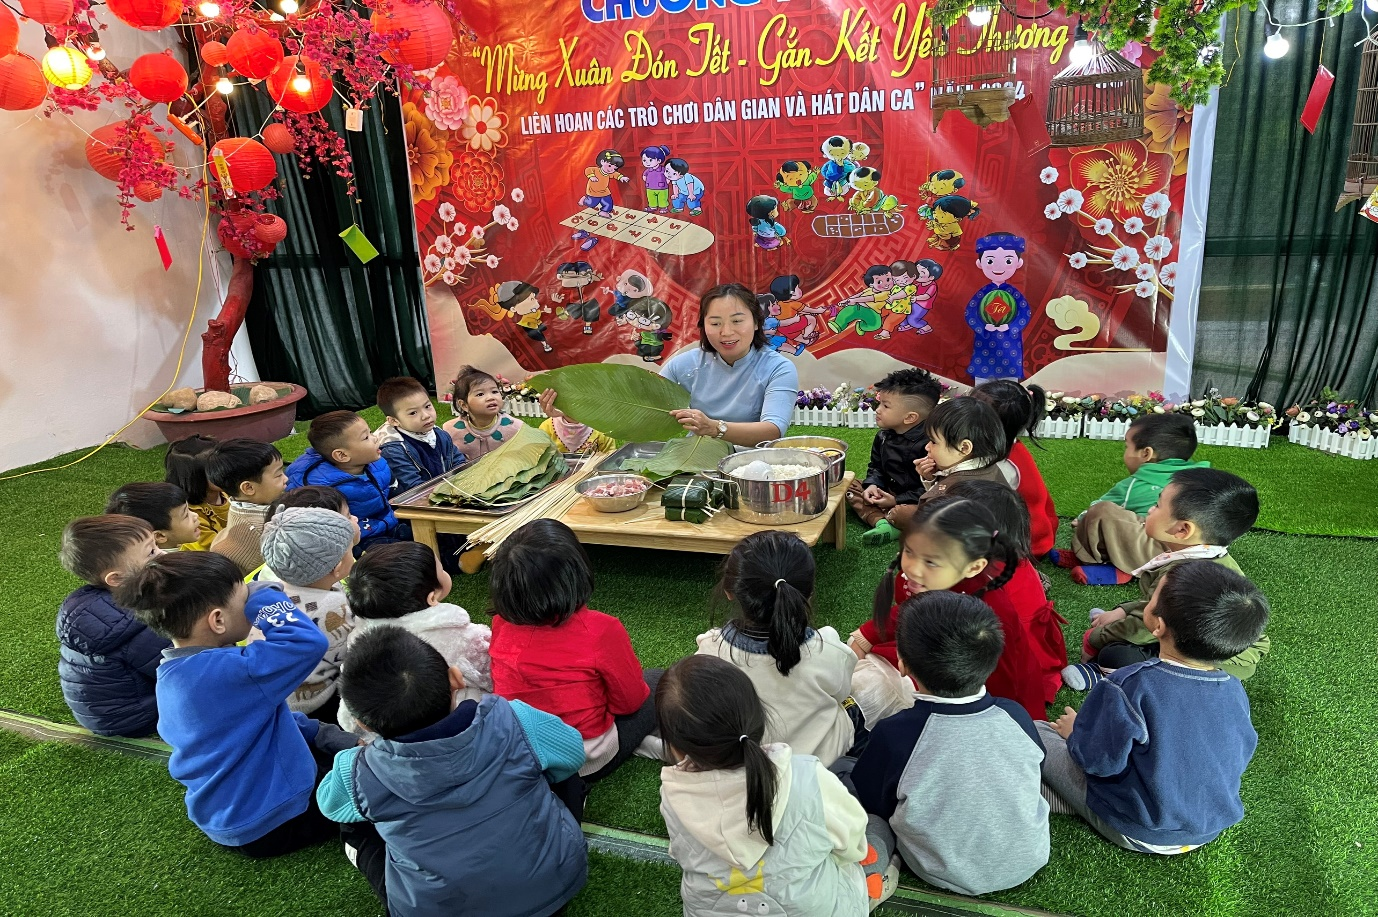 "Mừng Xuân Đón Tết - Gắn Kết Yêu Thương
LIÊN HOAN CÁC TRÒ CHƠI DÂN GIAN VÀ HÁT DÂN CA"
D4